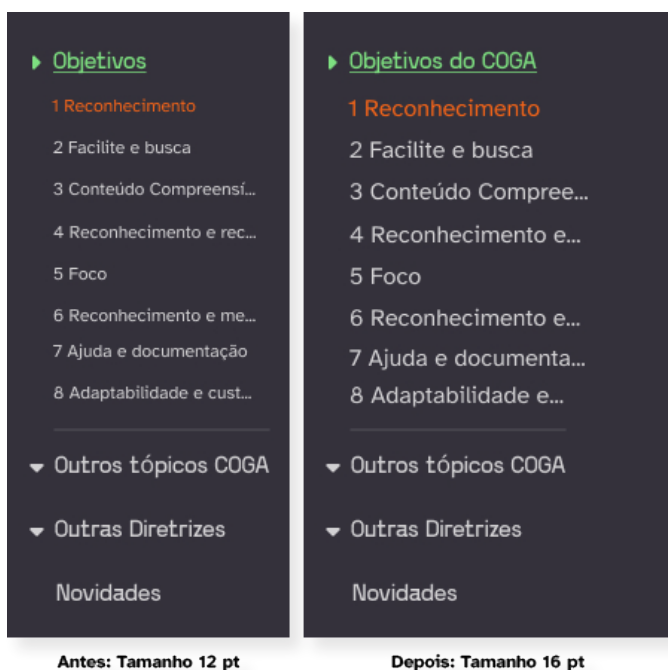 Objetivos
1 Reconhecimento
2 Facilite e busca
3 Conteúdo Compreensí...
4 Reconhecimento e rec...
5 Foco
6 Reconhecimento e me...
7 Ajuda e documentação
8 Adaptabilidade e cust...
Outros tópicos COGA
Outras Diretrizes
Novidades
Antes: Tamanho 12 pt
Objetivos do COGA
1 Reconhecimento
2 Facilite e busca
3 Conteúdo Compree...
4 Reconhecimento e...
5 Foco
6 Reconhecimento e...
7 Ajuda e documenta...
8 Adaptabilidade e...
Outros tópicos COGA
Outras Diretrizes
Novidades
Depois: Tamanho 16 pt